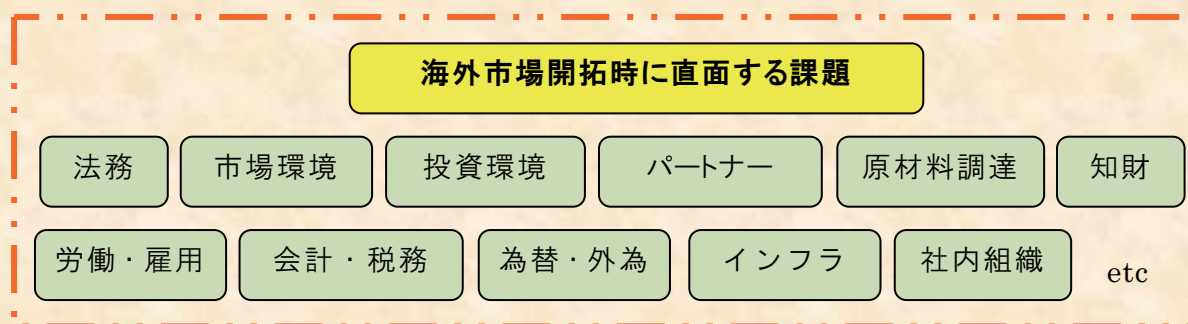 海外市場開拓時に直面する課題
法務 市場環境 投資環境 パートナー 原材料調達 知財
労働・雇用 会計・税務 為替・外為 インフラ 社内組織 etc